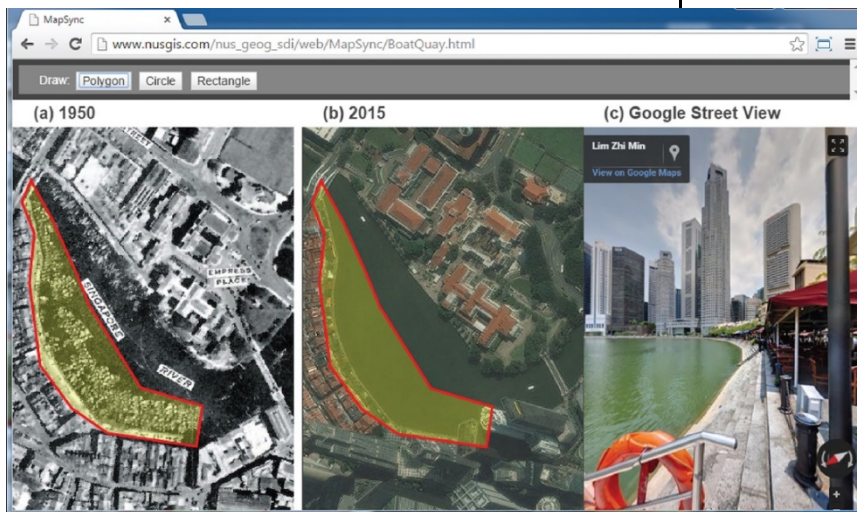 MapSync
www.nusgis.com/nus_geog_sdi/web/MapSync/BoatQuay.html
Draw: Polygon Circle Rectangle
(a) 1950 (b) 2015 (c) Google Street View
STREET
EMPRESS
PLACE
SINGAPORE
RIVER
Lim Zhi Min
View on Google Maps